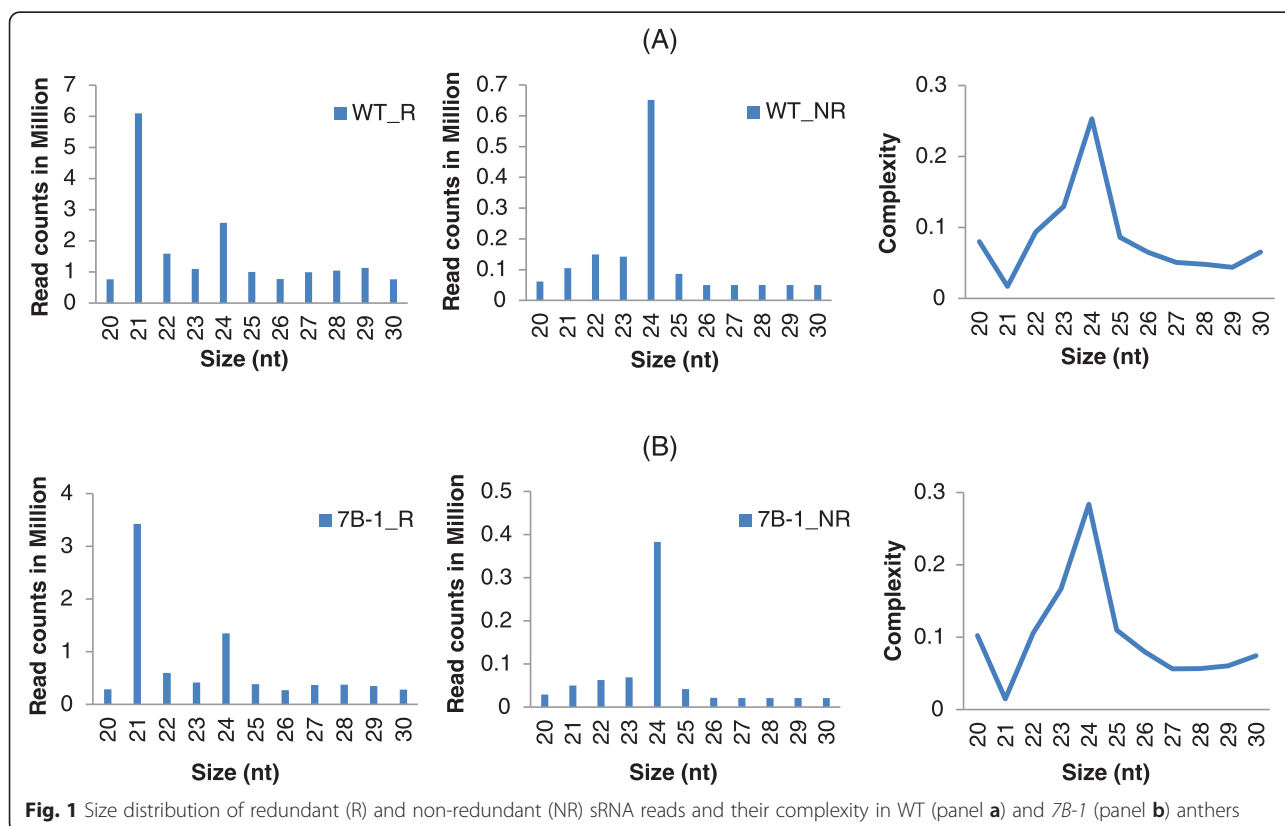 (A)
Read counts in Million
7
6
5
4
3
2
1
0
WT_R
20 21 22 23 24 25 26 27 28 29 30
Size (nt)
Read counts in Million
0.7
0.6
0.5
0.4
0.3
0.2
0.1
0
WT_NR
20 21 22 23 24 25 26 27 28 29 30
Size (nt)
Complexity
0.3
0.2
0.1
0
20 21 22 23 24 25 26 27 28 29 30
Size (nt)
(B)
Read counts in Million
4
3
2
1
0
7B-1_R
20 21 22 23 24 25 26 27 28 29 30
Size (nt)
Read counts in Million
0.5
0.4
0.3
0.2
0.1
0
7B-1_NR
20 21 22 23 24 25 26 27 28 29 30
Size (nt)
Complexity
0.3
0.2
0.1
0
20 21 22 23 24 25 26 27 28 29 30
Size (nt)
Fig. 1 Size distribution of redundant (R) and non-redundant (NR) sRNA reads and their complexity in WT (panel a) and 7B-1 (panel b) anthers